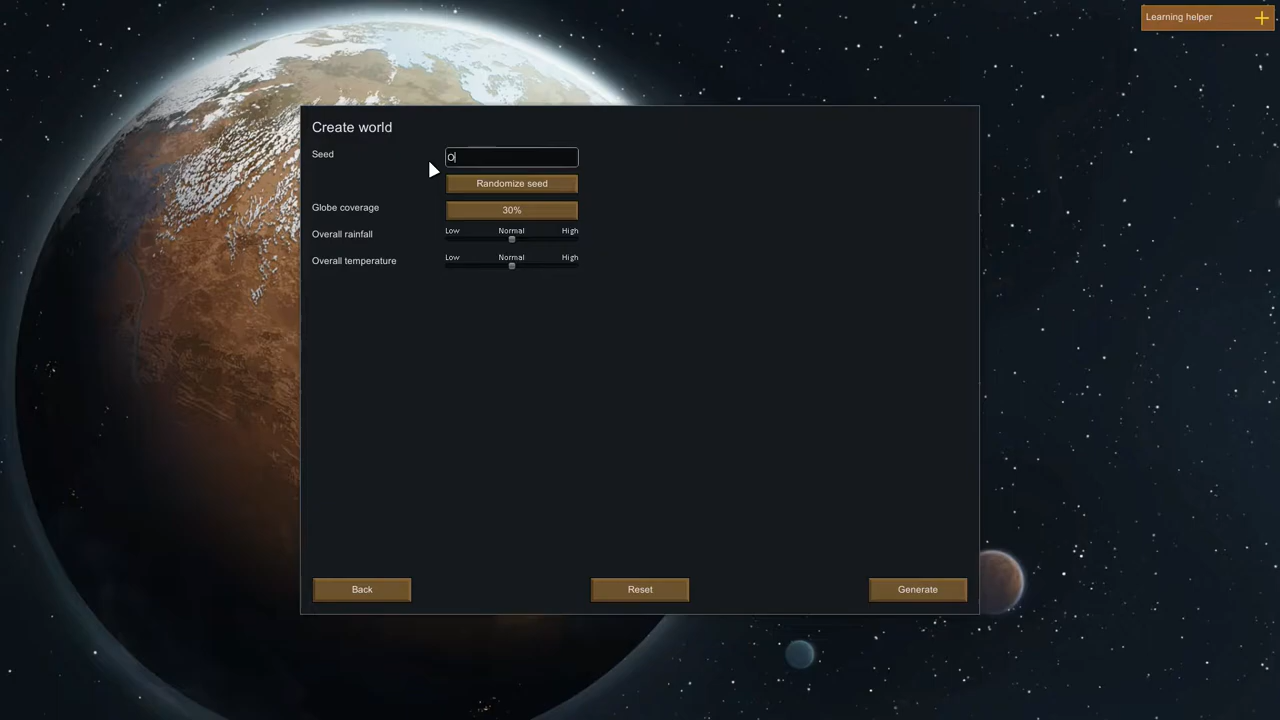 Learning helper
Create world
Seed
O
Randomize seed
Globe coverage
30%
Overall rainfall
Low Normal High
Overall temperature
Low Normal High
Back
Reset
Generate